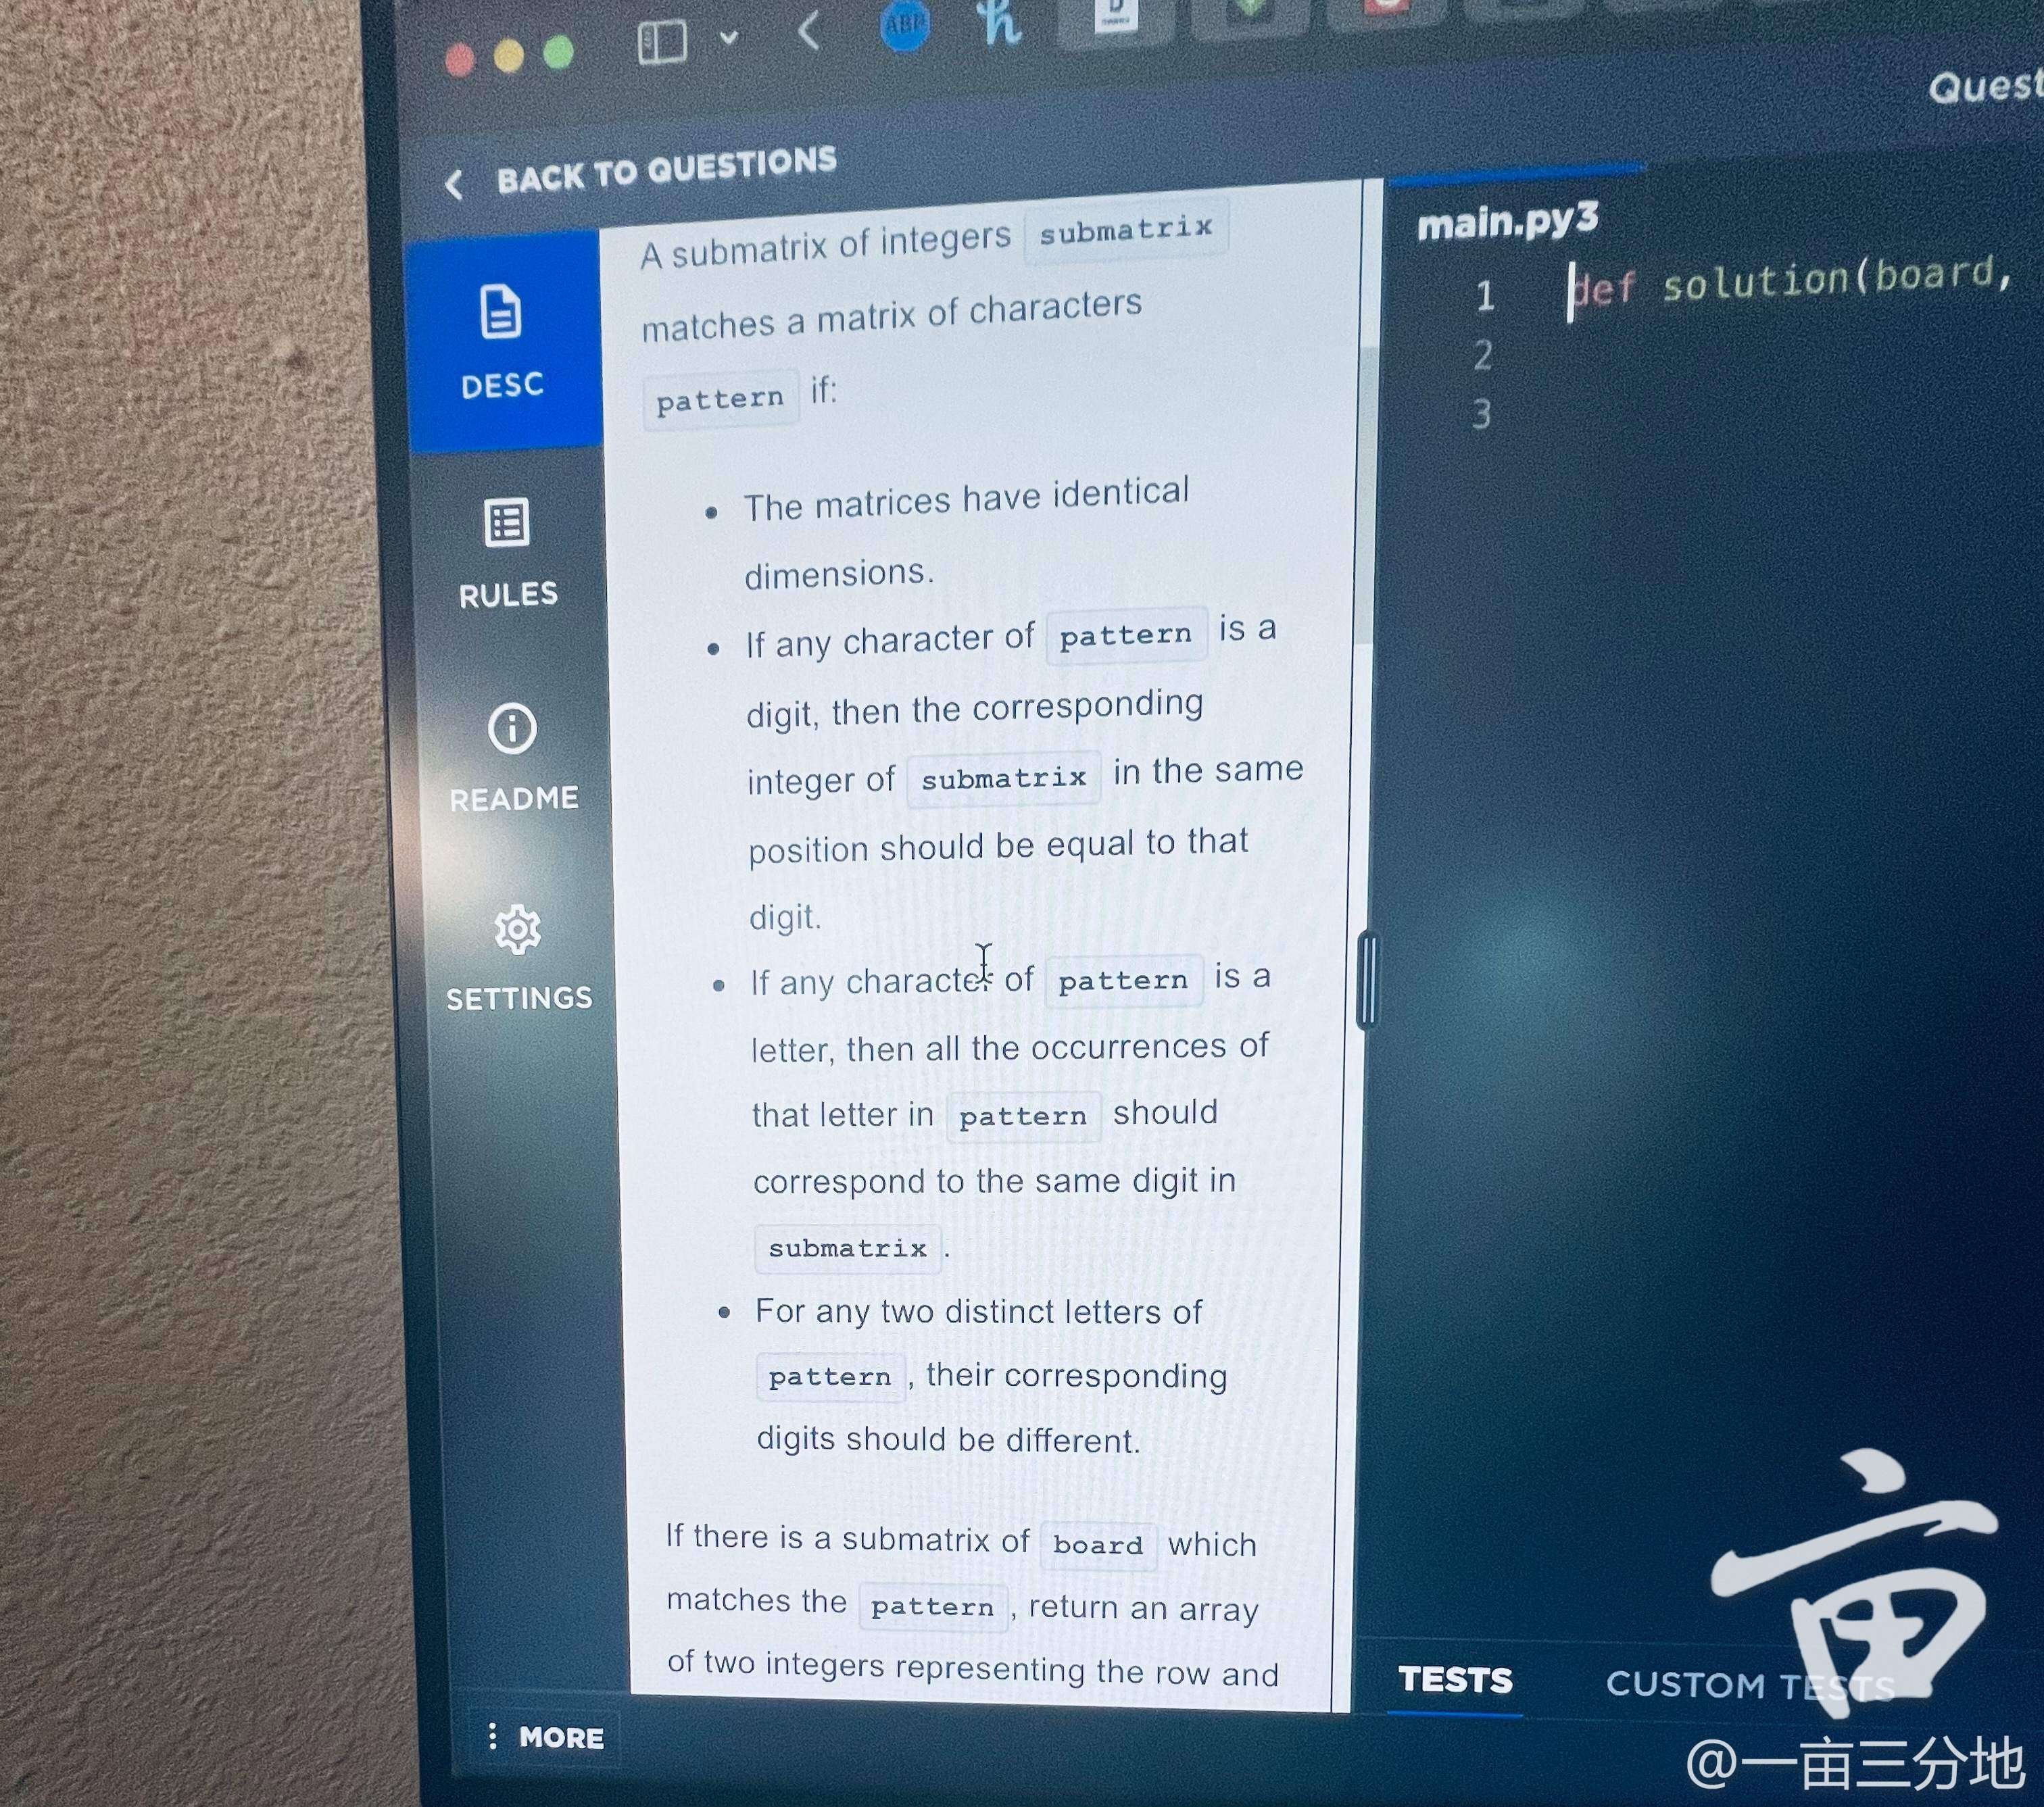 ABP
Quest
BACK TO QUESTIONS
DESC
RULES
README
SETTINGS
MORE
A submatrix of integers submatrix
matches a matrix of characters
pattern if:
• The matrices have identical
dimensions.
• If any character of pattern is a
digit, then the corresponding
integer of submatrix in the same
position should be equal to that
digit.
• If any character of pattern is a
letter, then all the occurrences of
that letter in pattern should
correspond to the same digit in
submatrix .
• For any two distinct letters of
pattern , their corresponding
digits should be different.
If there is a submatrix of board which
matches the pattern , return an array
of two integers representing the row and
main.py3
1 def solution(board,
2
3
TESTS CUSTOM TESTS
亩
@一亩三分地